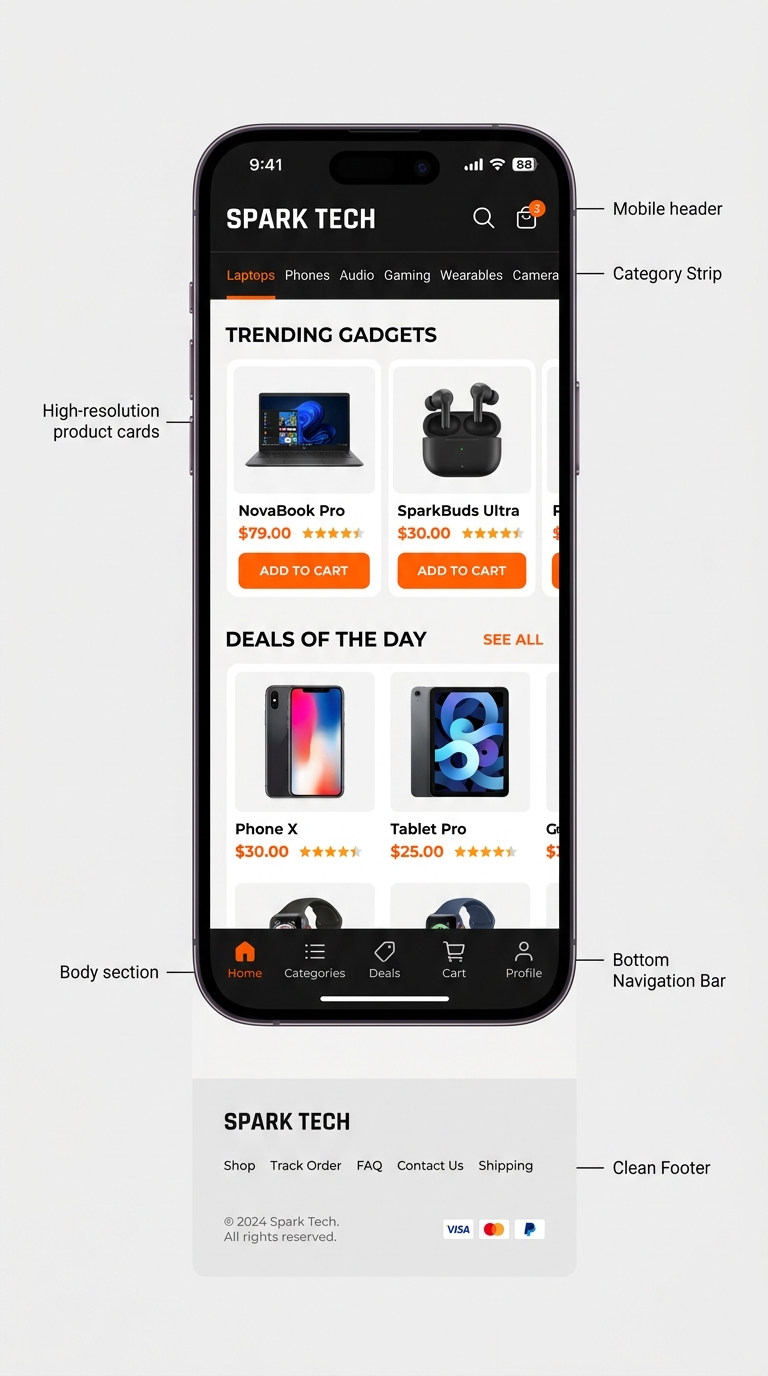 9:41
88
SPARK TECH
3
Mobile header
Laptops Phones Audio Gaming Wearables Camera
Category Strip
TRENDING GADGETS
High-resolution
product cards
NovaBook Pro
$79.00
SparkBuds Ultra
$30.00
ADD TO CART
ADD TO CART
DEALS OF THE DAY
SEE ALL
Phone X
$30.00
Tablet Pro
$25.00
Home Categories Deals Cart Profile
Body section
Bottom
Navigation Bar
SPARK TECH
Shop Track Order FAQ Contact Us Shipping
Clean Footer
© 2024 Spark Tech.
All rights reserved.
VISA